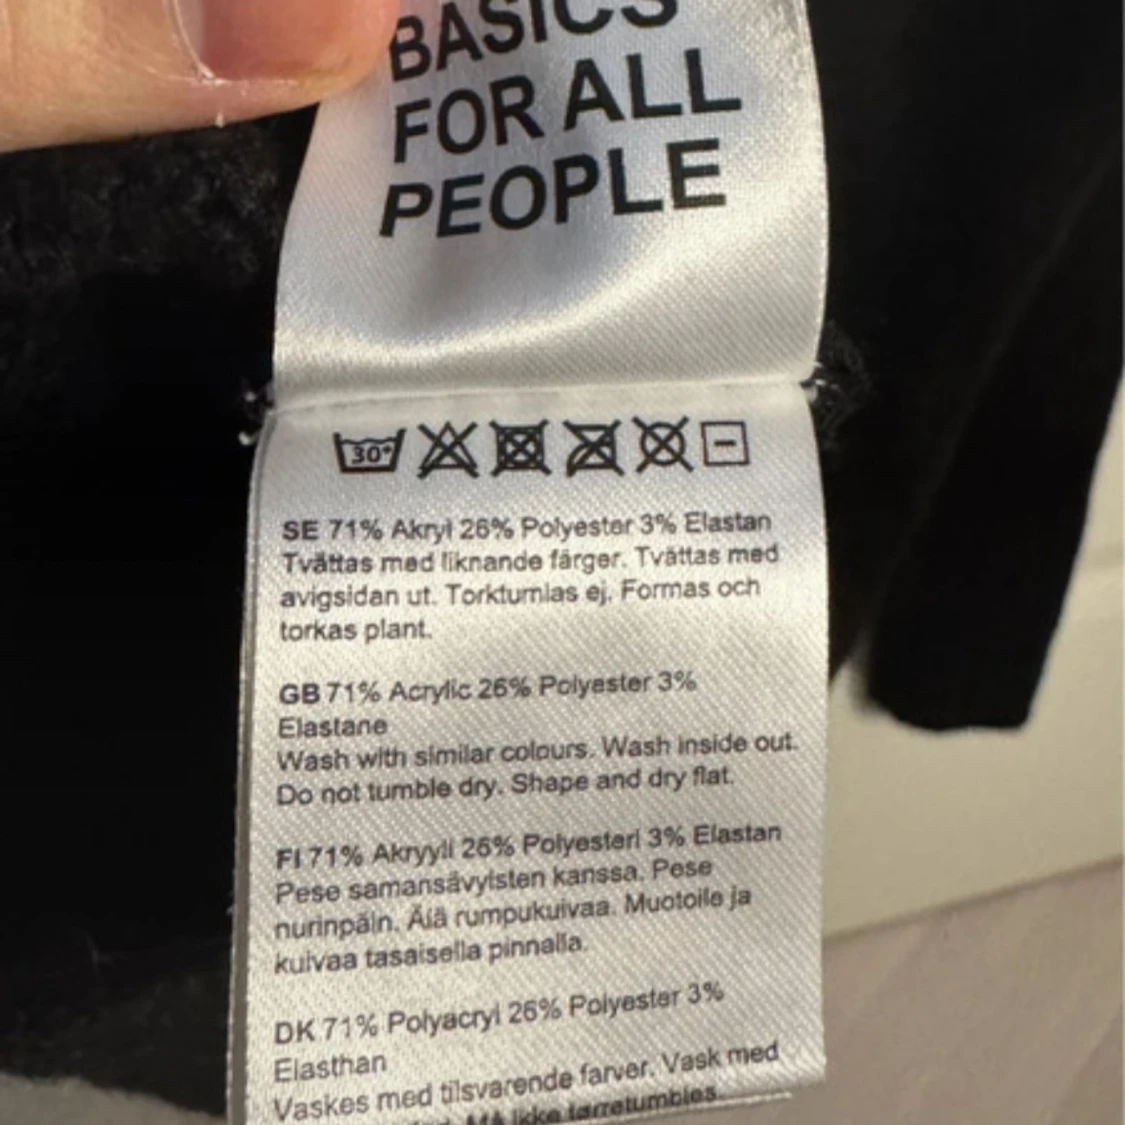 BASICS
FOR ALL
PEOPLE
30°
SE 71% Akryl 26% Polyester 3% Elastan
Tvättas med liknande färger. Tvättas med
avigsidan ut. Torktumlas ej. Formas och
torkas plant.
GB 71% Acrylic 26% Polyester 3%
Elastane
Wash with similar colours. Wash inside out.
Do not tumble dry. Shape and dry flat.
FI 71% Akryyli 26% Polyesteri 3% Elastan
Pese samansävyisten kanssa. Pese
nurinpäin. Älä rumpukuivaa. Muotoile ja
kuivaa tasaisella pinnalla.
DK 71% Polyacryl 26% Polyester 3%
Elasthan
Vaskes med tilsvarende farver. Vask med
Må ikke tørretumbles.